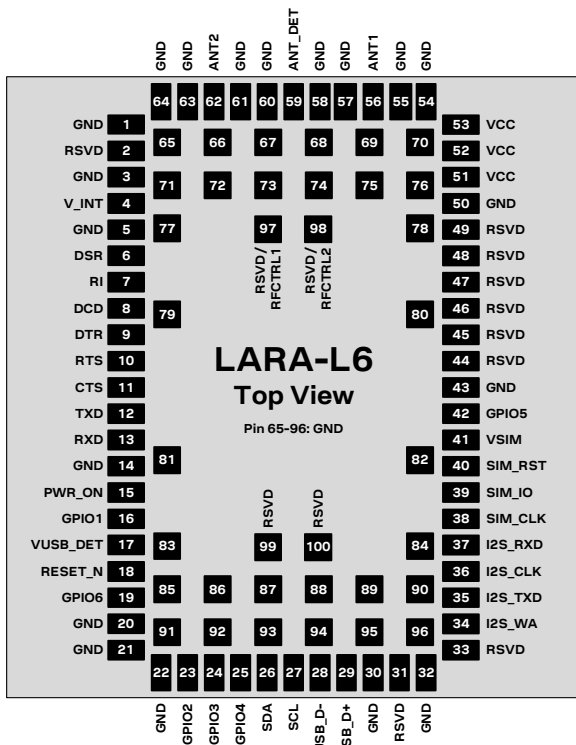 GND GND ANT2 GND GND ANT_DET GND GND ANT1 GND GND
64 63 62 61 60 59 58 57 56 55 54
GND 1
RSVD 2
GND 3
V_INT 4
GND 5
DSR 6
RI 7
DCD 8
DTR 9
RTS 10
CTS 11
TXD 12
RXD 13
GND 14
PWR_ON 15
GPIO1 16
VUSB_DET 17
RESET_N 18
GPIO6 19
GND 20
GND 21
65 66 67 68 69 70
71 72 73 74 75 76
77 97 98 78
RSVD/
RFCTRL1
RSVD/
RFCTRL2
79 80
LARA-L6
Top View
Pin 65-96: GND
81 82
RSVD RSVD
83 99 100 84
85 86 87 88 89 90
91 92 93 94 95 96
53 VCC
52 VCC
51 VCC
50 GND
49 RSVD
48 RSVD
47 RSVD
46 RSVD
45 RSVD
44 RSVD
43 GND
42 GPIO5
41 VSIM
40 SIM_RST
39 SIM_IO
38 SIM_CLK
37 I2S_RXD
36 I2S_CLK
35 I2S_TXD
34 I2S_WA
33 RSVD
22 23 24 25 26 27 28 29 30 31 32
GND GPIO2 GPIO3 GPIO4 SDA SCL SB_D+ GND RSVD GND